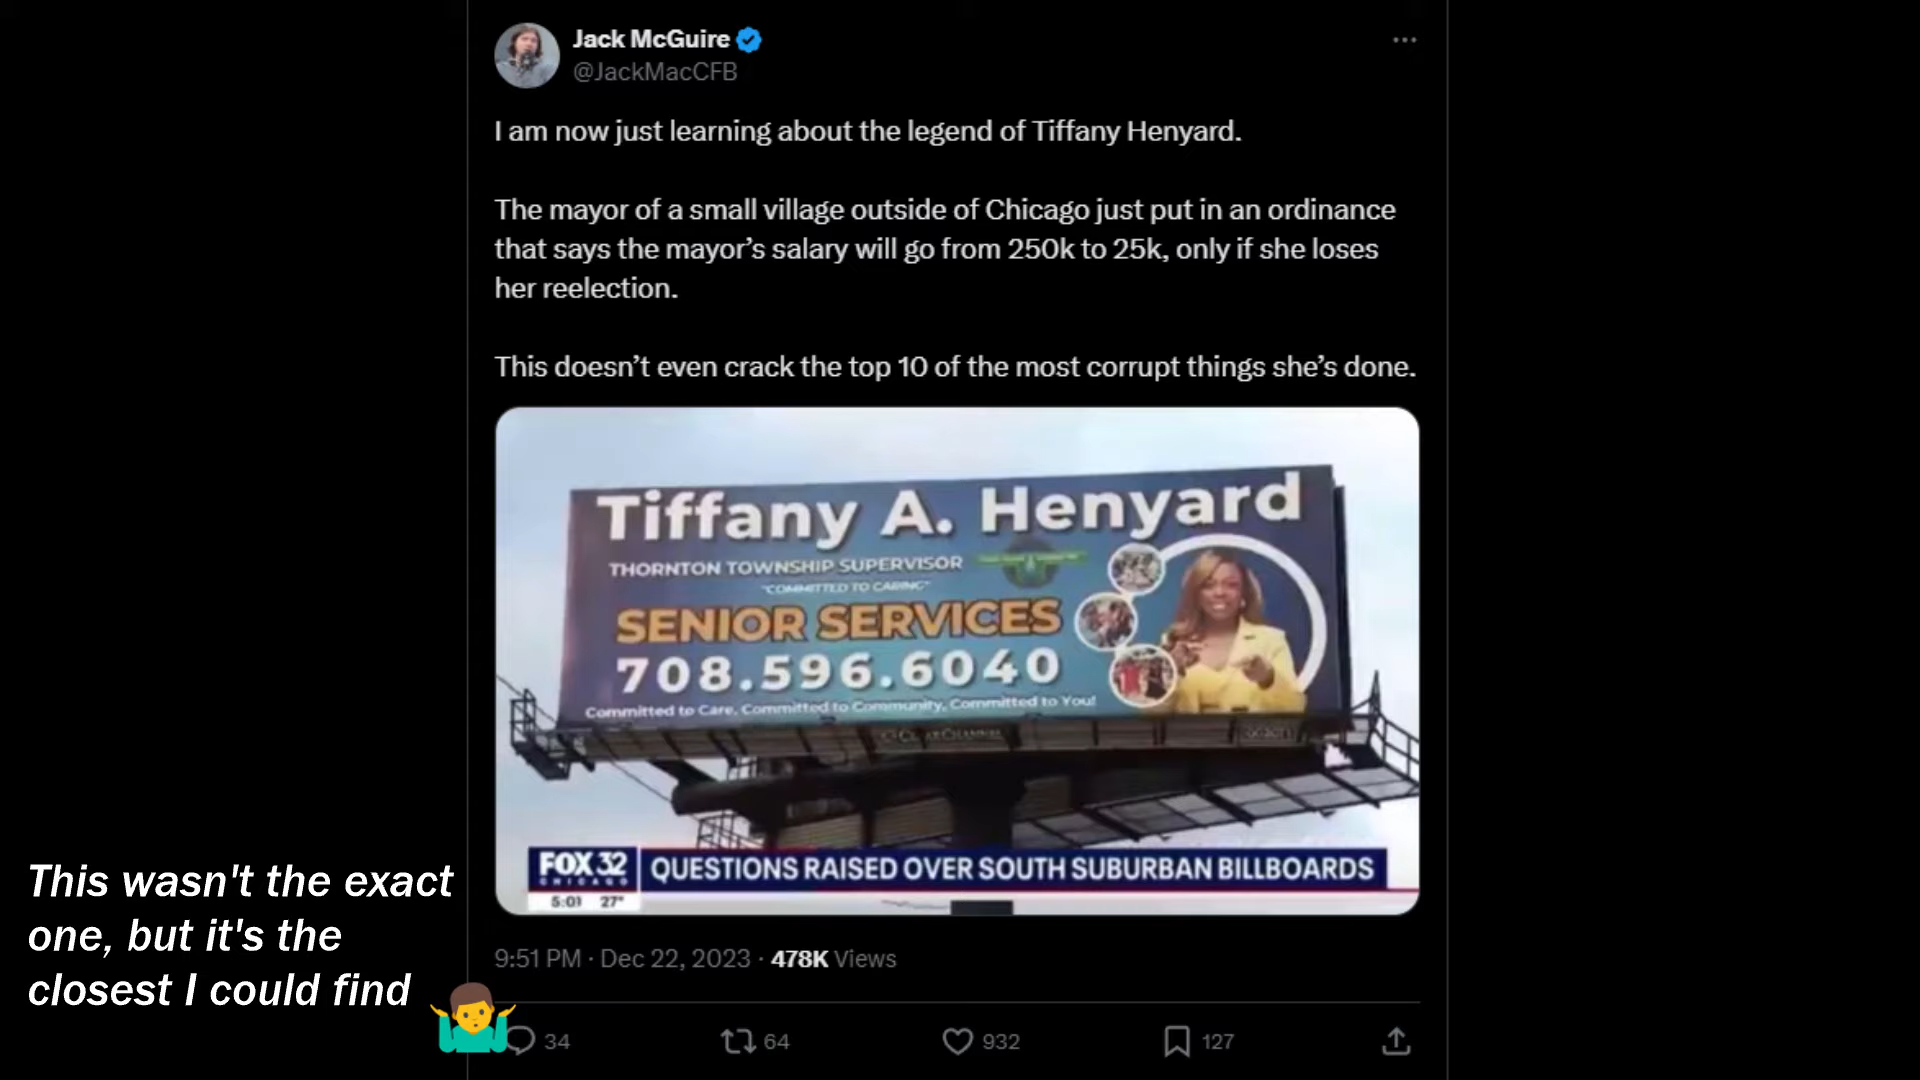 Jack McGuire
@JackMacCFB
I am now just learning about the legend of Tiffany Henyard.
The mayor of a small village outside of Chicago just put in an ordinance
that says the mayor’s salary will go from 250k to 25k, only if she loses
her reelection.
This doesn’t even crack the top 10 of the most corrupt things she’s done.
Tiffany A. Henyard
THORNTON TOWNSHIP SUPERVISOR
"COMMITTED TO CARING"
SENIOR SERVICES
708.596.6040
Committed to Care, Committed to Community, Committed to You!
CLEAR CHANNEL
FOX 32
CHICAGO
QUESTIONS RAISED OVER SOUTH SUBURBAN BILLBOARDS
5:01 27°
9:51 PM · Dec 22, 2023 · 478K Views
34 64 932 127
This wasn't the exact
one, but it's the
closest I could find